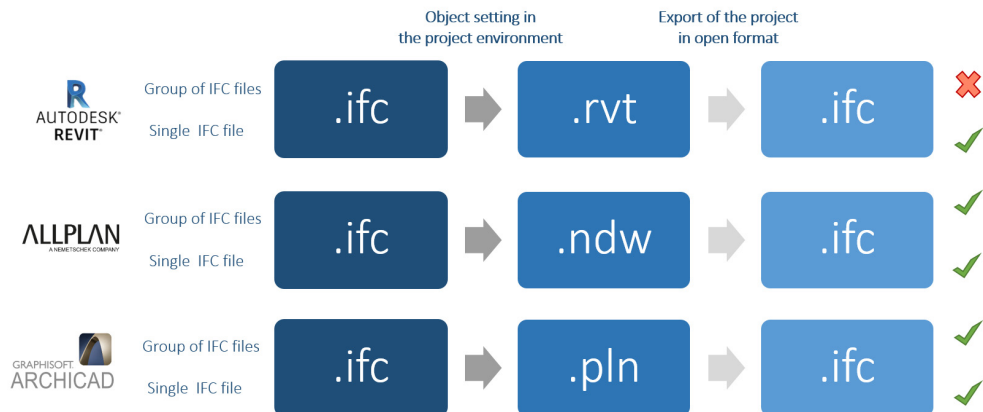 Object setting in
the project environment
Export of the project
in open format
R
AUTODESK®
REVIT®
Group of IFC files
Single IFC file
.ifc
.rvt
.ifc
ALLPLAN
A NEMETSCHEK COMPANY
Group of IFC files
Single IFC file
.ifc
.ndw
.ifc
GRAPHISOFT.
ARCHICAD
Group of IFC files
Single IFC file
.ifc
.pln
.ifc